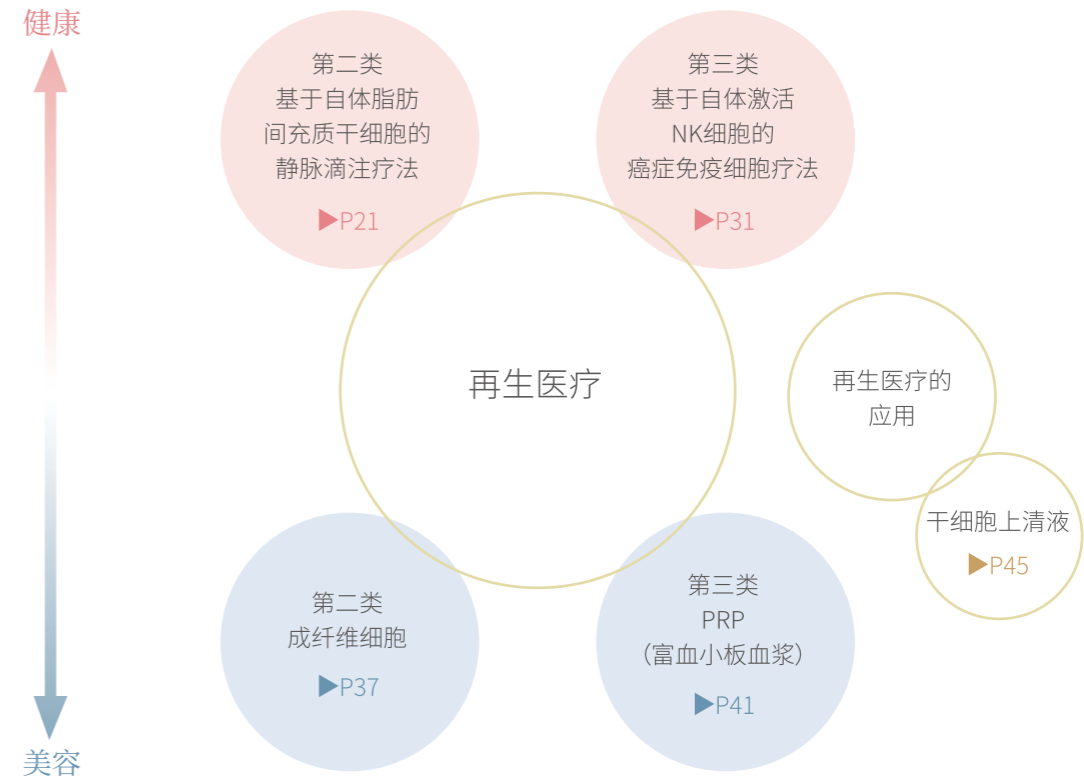 健康
第二类
基于自体脂肪
间充质干细胞的
静脉滴注疗法
▶P21
第三类
基于自体激活
NK细胞的
癌症免疫细胞疗法
▶P31
再生医疗
再生医疗的
应用
干细胞上清液
▶P45
第二类
成纤维细胞
▶P37
第三类
PRP
（富血小板血浆）
▶P41
美容